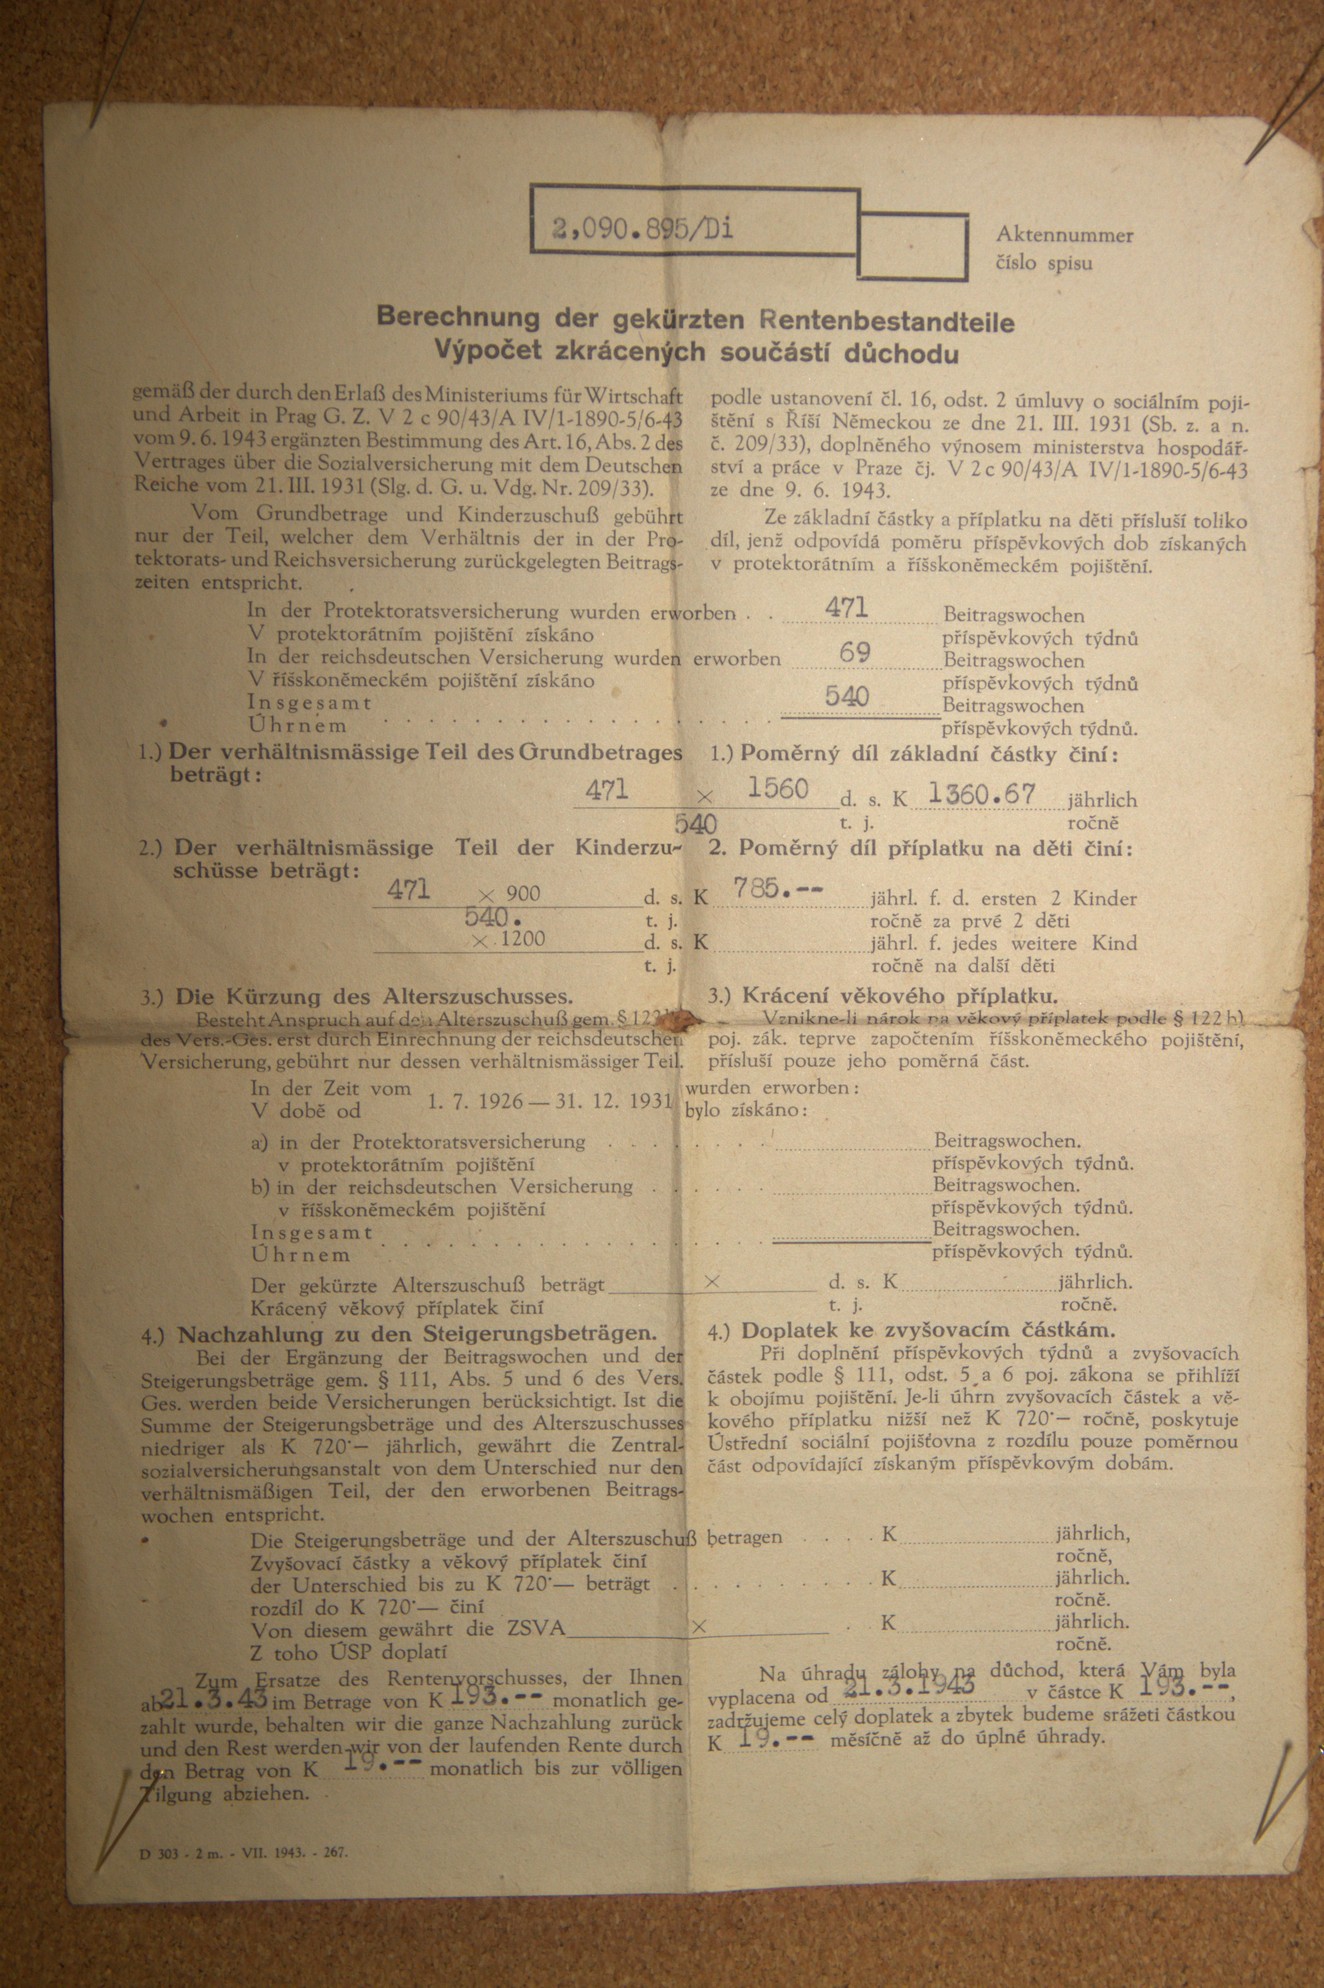 2,090.895/Di
Aktennummer
číslo spisu
Berechnung der gekürzten Rentenbestandteile
Výpočet zkrácených součástí důchodu
gemäß der durch den Erlaß des Ministeriums für Wirtschaft
und Arbeit in Prag G. Z. V 2 c 90/43/A IV/1-1890-5/6-43
vom 9. 6. 1943 ergänzten Bestimmung des Art. 16, Abs. 2 des
Vertrages über die Sozialversicherung mit dem Deutschen
Reiche vom 21. III. 1931 (Slg. d. G. u. Vdg. Nr. 209/33).
Vom Grundbetrage und Kinderzuschuß gebührt
nur der Teil, welcher dem Verhältnis der in der Pro-
tektorats- und Reichsversicherung zurückgelegten Beitrags-
zeiten entspricht.
podle ustanovení čl. 16, odst. 2 úmluvy o sociálním poji-
štění s Říší Německou ze dne 21. III. 1931 (Sb. z. a n.
č. 209/33), doplněného výnosem ministerstva hospodář-
ství a práce v Praze čj. V 2 c 90/43/A IV/1-1890-5/6-43
ze dne 9. 6. 1943.
Ze základní částky a příplatku na děti přísluší toliko
díl, jenž odpovídá poměru příspěvkových dob získaných
v protektorátním a říšskoněmeckém pojištění.
In der Protektoratsversicherung wurden erworben . . 471 Beitragswochen
V protektorátním pojištění získáno příspěvkových týdnů
In der reichsdeutschen Versicherung wurden erworben 69 Beitragswochen
V říšskoněmeckém pojištění získáno příspěvkových týdnů
Insgesamt 540 Beitragswochen
Úhrnem příspěvkových týdnů.
1.) Der verhältnismässige Teil des Grundbetrages
beträgt:
1.) Poměrný díl základní částky činí:
471 × 1560 d. s. K 1360.67 jährlich
540 t. j. ročně
2.) Der verhältnismässige Teil der Kinderzu-
schüsse beträgt:
2. Poměrný díl příplatku na děti činí:
471 × 900 d. s. K 785.-- jährl. f. d. ersten 2 Kinder
540. t. j. ročně za prvé 2 děti
× 1200 d. s. K jährl. f. jedes weitere Kind
t. j. ročně na další děti
3.) Die Kürzung des Alterszuschusses.
Besteht Anspruch auf den Alterszuschuß gem. § 122
des Vers.-Ges. erst durch Einrechnung der reichsdeutschen
Versicherung, gebührt nur dessen verhältnismässiger Teil.
3.) Krácení věkového příplatku.
Vznikne-li nárok na věkový příplatek podle § 122 b)
poj. zák. teprve započtením říšskoněmeckého pojištění,
přísluší pouze jeho poměrná část.
In der Zeit vom 1. 7. 1926 — 31. 12. 1931 wurden erworben:
V době od bylo získáno:
a) in der Protektoratsversicherung Beitragswochen.
v protektorátním pojištění příspěvkových týdnů.
b) in der reichsdeutschen Versicherung Beitragswochen.
v říšskoněmeckém pojištění příspěvkových týdnů.
Insgesamt Beitragswochen.
Úhrnem příspěvkových týdnů.
Der gekürzte Alterszuschuß beträgt × d. s. K jährlich.
Krácený věkový příplatek činí t. j. ročně.
4.) Nachzahlung zu den Steigerungsbeträgen.
Bei der Ergänzung der Beitragswochen und der
Steigerungsbeträge gem. § 111, Abs. 5 und 6 des Vers.
Ges. werden beide Versicherungen berücksichtigt. Ist die
Summe der Steigerungsbeträge und des Alterszuschusses
niedriger als K 720·— jährlich, gewährt die Zentral-
sozialversicherungsanstalt von dem Unterschied nur den
verhältnismäßigen Teil, der den erworbenen Beitrags-
wochen entspricht.
4.) Doplatek ke zvyšovacím částkám.
Při doplnění příspěvkových týdnů a zvyšovacích
částek podle § 111, odst. 5 a 6 poj. zákona se přihlíží
k obojímu pojištění. Je-li úhrn zvyšovacích částek a vě-
kového příplatku nižší než K 720·— ročně, poskytuje
Ústřední sociální pojišťovna z rozdílu pouze poměrnou
část odpovídající získaným příspěvkovým dobám.
Die Steigerungsbeträge und der Alterszuschuß betragen . . . . K jährlich,
Zvyšovací částky a věkový příplatek činí ročně,
der Unterschied bis zu K 720·— beträgt K jährlich.
rozdíl do K 720·— činí ročně.
Von diesem gewährt die ZSVA × . K jährlich.
Z toho ÚSP doplatí ročně.
Zum Ersatze des Rentenvorschusses, der Ihnen
ab 21.3.43 im Betrage von K 193.-- monatlich ge-
zahlt wurde, behalten wir die ganze Nachzahlung zurück
und den Rest werden wir von der laufenden Rente durch
den Betrag von K 19.-- monatlich bis zur völligen
Tilgung abziehen.
Na úhradu zálohy na důchod, která Vám byla
vyplacena od 21.3.1943 v částce K 193.--,
zadržujeme celý doplatek a zbytek budeme srážeti částkou
K 19.-- měsíčně až do úplné úhrady.
D 303 - 2 m. - VII. 1943. - 267.